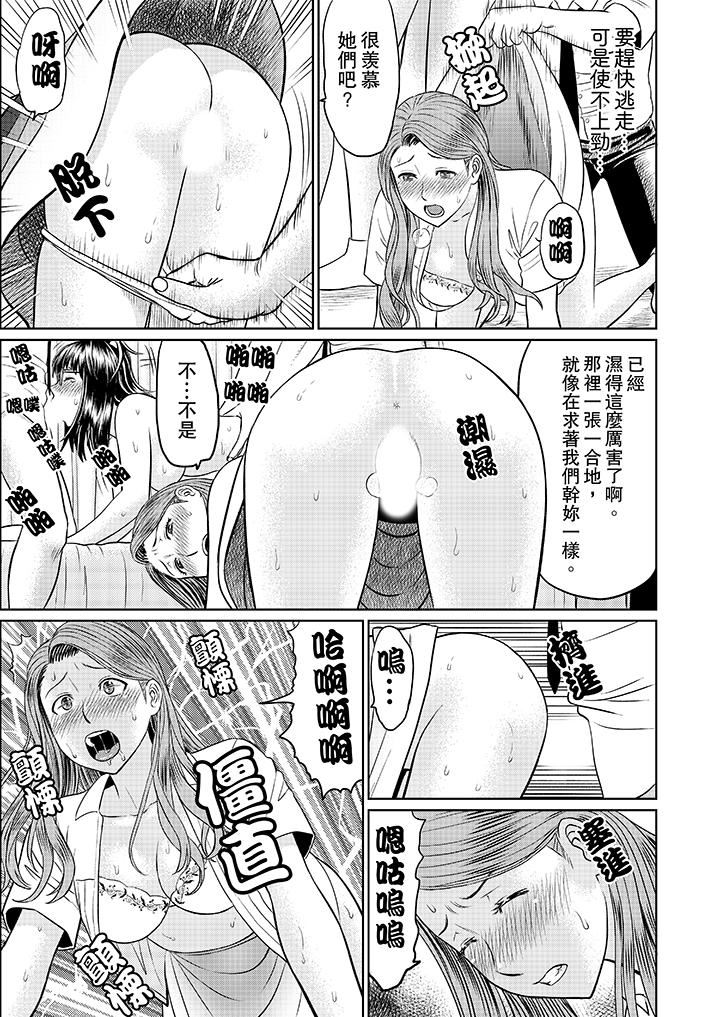 要趕快逃走…
可是使不上勁…
很羨慕
她們吧？
啊啊
呀啊
脫下
已經
濕得這麼厲害了啊。
那裡一張一合地，
就像在求著我們幹妳一樣。
潮濕
不…不是
啪啪
啪啪
啪啪
啪啪
嗯咕
嗯噗
嗯咕噗
擠進
嗚…
塞進
嗯咕嗚嗚
哈啊啊啊
顫慄
僵直
顫慄
顫慄